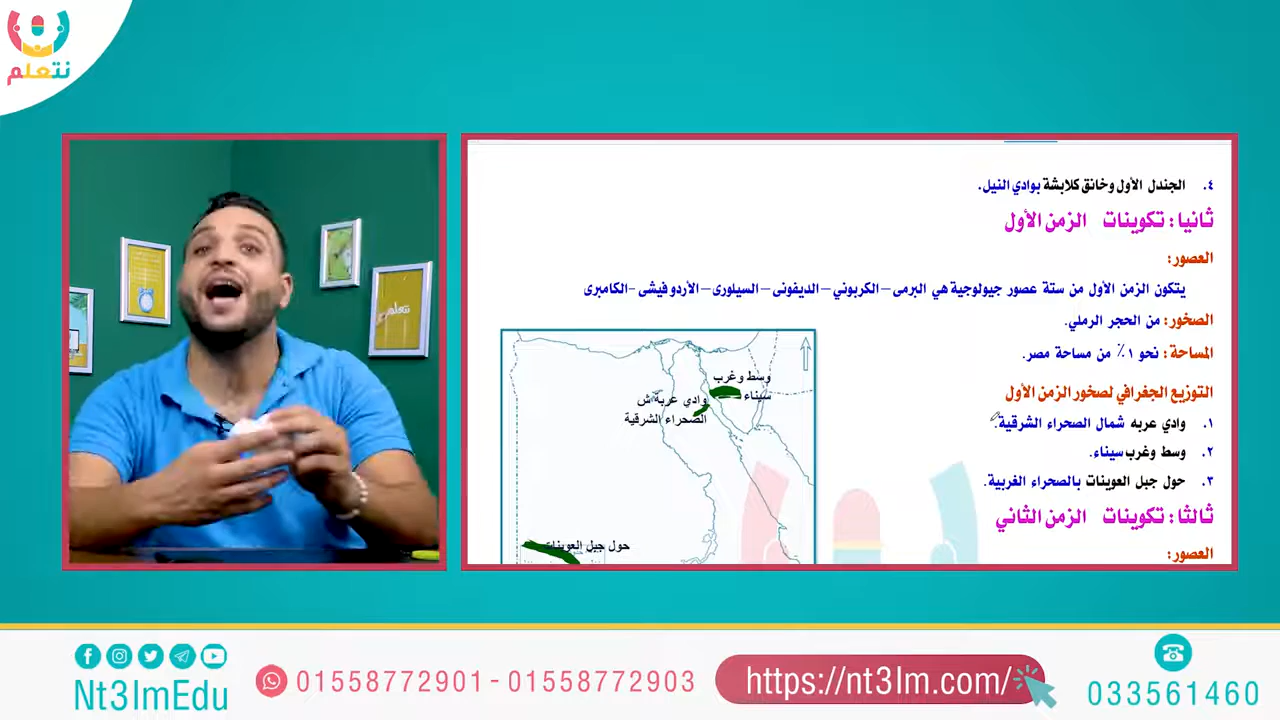 نتعلم
٤. الجندل الأول وخانق كلابشة بوادي النيل.
ثانيا: تكوينات الزمن الأول
العصور:
يتكون الزمن الأول من ستة عصور جيولوجية هي البرمى – الكربوني – الديفونى – السيلورى – الأردوفيشى - الكامبرى
الصخور: من الحجر الرملي.
المساحة: نحو ١٪ من مساحة مصر.
التوزيع الجغرافي لصخور الزمن الأول
١. وادي عربه شمال الصحراء الشرقية.
٢. وسط وغرب سيناء.
٣. حول جبل العوينات بالصحراء الغربية.
ثالثا: تكوينات الزمن الثاني
العصور:
وسط وغرب
سيناء
وادي عربة ش
الصحراء الشرقية
حول جبل العوينات
نتعلم
Nt3lmEdu
01558772901 - 01558772903
https://nt3lm.com/
033561460